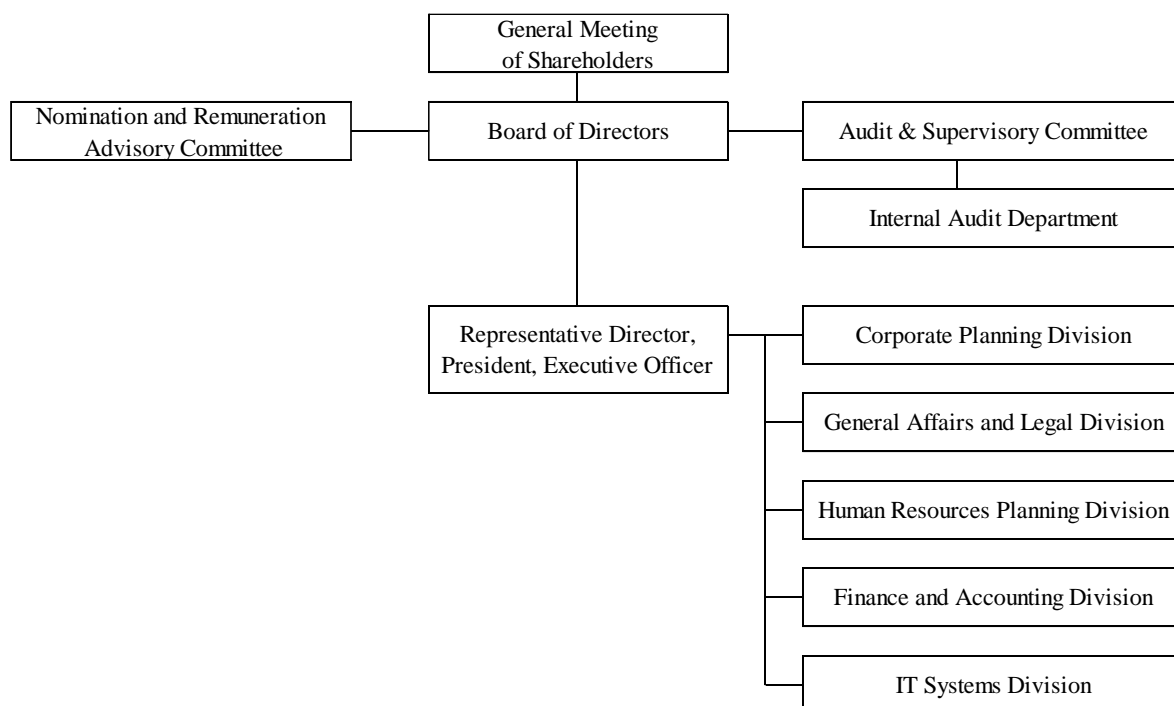 General Meeting
of Shareholders
Nomination and Remuneration
Advisory Committee
Board of Directors
Audit & Supervisory Committee
Internal Audit Department
Representative Director,
President, Executive Officer
Corporate Planning Division
General Affairs and Legal Division
Human Resources Planning Division
Finance and Accounting Division
IT Systems Division